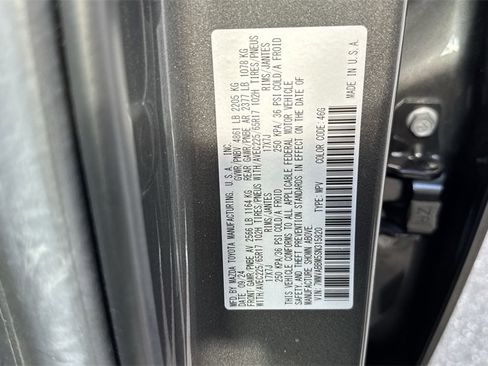 MFD. BY MAZDA TOYOTA MANUFACTURING, U.S.A. INC.
DATE: 09/24 GVWR/PNBV 4861 LB 2205 KG
FRONT GAWR/PNBE AV 2566 LB 1164 KG REAR GAWR/PNBE AR 2377 LB 1078 KG
WITH/AVEC225/65R17 102H TIRES/PNEUS WITH/AVEC225/65R17 102H TIRES/PNEUS
17X7J RIMS/JANTES 17X7J RIMS/JANTES
250 KPA/36 PSI COLD/A FROID 250 KPA/ 36 PSI COLD/A FROID
THIS VEHICLE CONFORMS TO ALL APPLICABLE FEDERAL MOTOR VEHICLE
SAFETY AND THEFT PREVENTION STANDARDS IN EFFECT ON THE DATE OF
MANUFACTURE SHOWN ABOVE.
VIN: TYPE: MPV COLOR CODE: 46G MADE IN U.S.A.